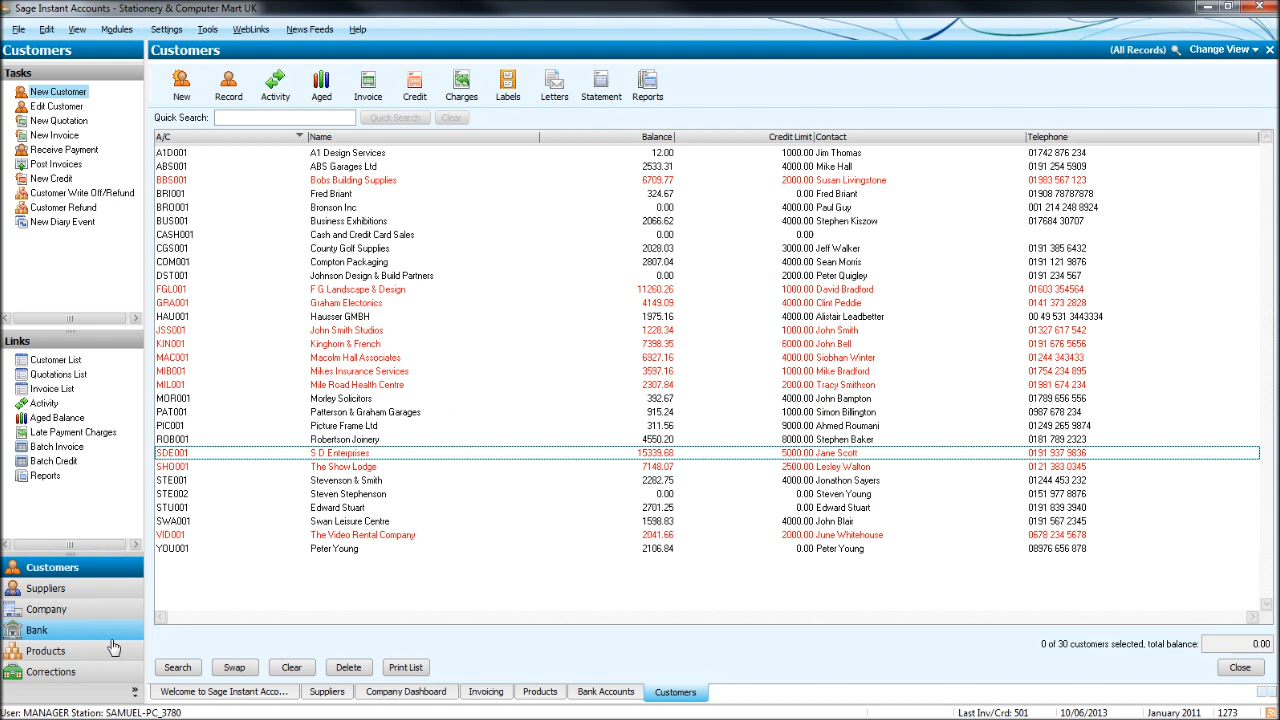 Sage Instant Accounts - Stationery & Computer Mart UK
File Edit View Modules Settings Tools WebLinks News Feeds Help
Customers
Customers
(All Records) Change View
Tasks
New Customer
Edit Customer
New Quotation
New Invoice
Receive Payment
Post Invoices
New Credit
Customer Write Off/Refund
Customer Refund
New Diary Event
Links
Customer List
Quotations List
Invoice List
Activity
Aged Balance
Late Payment Charges
Batch Invoice
Batch Credit
Reports
Customers
Suppliers
Company
Bank
Products
Corrections
New Record Activity Aged Invoice Credit Charges Labels Letters Statement Reports
Quick Search: Quick Search Clear
A/C Name Balance Credit Limit Contact Telephone
A1D001 A1 Design Services 12.00 1000.00 Jim Thomas 01742 876 234
ABS001 ABS Garages Ltd 2533.31 4000.00 Mike Hall 0191 254 5909
BBS001 Bobs Building Supplies 6709.77 2000.00 Susan Livingstone 01983 567 123
BRI001 Fred Briant 324.67 0.00 Fred Briant 01908 78787878
BRO001 Bronson Inc 0.00 4000.00 Paul Guy 001 214 248 8924
BUS001 Business Exhibitions 2066.62 4000.00 Stephen Kiszow 017684 30707
CASH001 Cash and Credit Card Sales 0.00 0.00
CGS001 County Golf Supplies 2028.03 3000.00 Jeff Walker 0191 385 6432
COM001 Compton Packaging 2807.04 4000.00 Sean Morris 0191 121 9876
DST001 Johnson Design & Build Partners 0.00 2000.00 Peter Quigley 0191 234 567
FGL001 F G Landscape & Design 11260.26 1000.00 David Bradford 01603 354564
GRA001 Graham Electonics 4149.09 4000.00 Clint Peddie 0141 373 2828
HAU001 Hausser GMBH 1975.16 4000.00 Alistair Leadbetter 00 49 531 3443334
JSS001 John Smith Studios 1228.34 1000.00 John Smith 01327 617 542
KIN001 Kinghorn & French 7398.35 6000.00 John Bell 0191 676 5656
MAC001 Macolm Hall Associates 6927.16 4000.00 Siobhan Winter 01244 343433
MIB001 Mikes Insurance Services 3597.16 1000.00 Mike Bradford 01754 234 895
MIL001 Mile Road Health Centre 2307.84 2000.00 Tracy Smithson 01981 674 234
MOR001 Morley Solicitors 392.67 4000.00 John Bampton 01789 656 556
PAT001 Patterson & Graham Garages 915.24 1000.00 Simon Billington 0987 678 234
PIC001 Picture Frame Ltd 311.56 9000.00 Ahmed Roumani 01249 265 9874
ROB001 Robertson Joinery 4550.20 8000.00 Stephen Baker 0181 789 2323
SDE001 S D Enterprises 15339.68 5000.00 Jane Scott 0191 937 9836
SHO001 The Show Lodge 7148.07 2500.00 Lesley Walton 0121 383 0345
STE001 Stevenson & Smith 2282.75 4000.00 Jonathon Sayers 01244 453 232
STE002 Steven Stephenson 0.00 0.00 Steven Young 0151 977 8876
STU001 Edward Stuart 2701.25 0.00 Edward Stuart 0191 839 3940
SWA001 Swan Leisure Centre 1598.83 4000.00 John Blair 0191 567 2345
VID001 The Video Rental Company 2041.66 2000.00 June Whitehouse 0678 234 5678
YOU001 Peter Young 2106.84 0.00 Peter Young 08976 656 878
0 of 30 customers selected, total balance: 0.00
Search Swap Clear Delete Print List Close
Welcome to Sage Instant Acco... Suppliers Company Dashboard Invoicing Products Bank Accounts Customers
User: MANAGER Station: SAMUEL-PC_3780 Last Inv/Crd: 501 10/06/2013 January 2011 1273